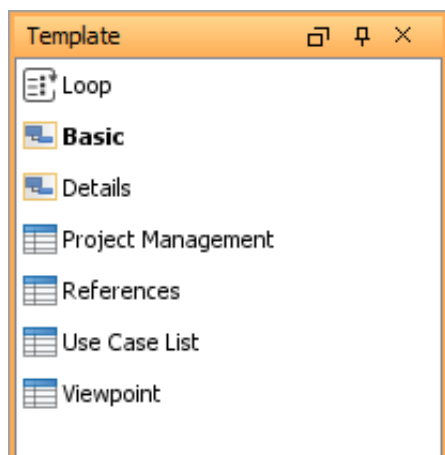 Template
Loop
Basic
Details
Project Management
References
Use Case List
Viewpoint